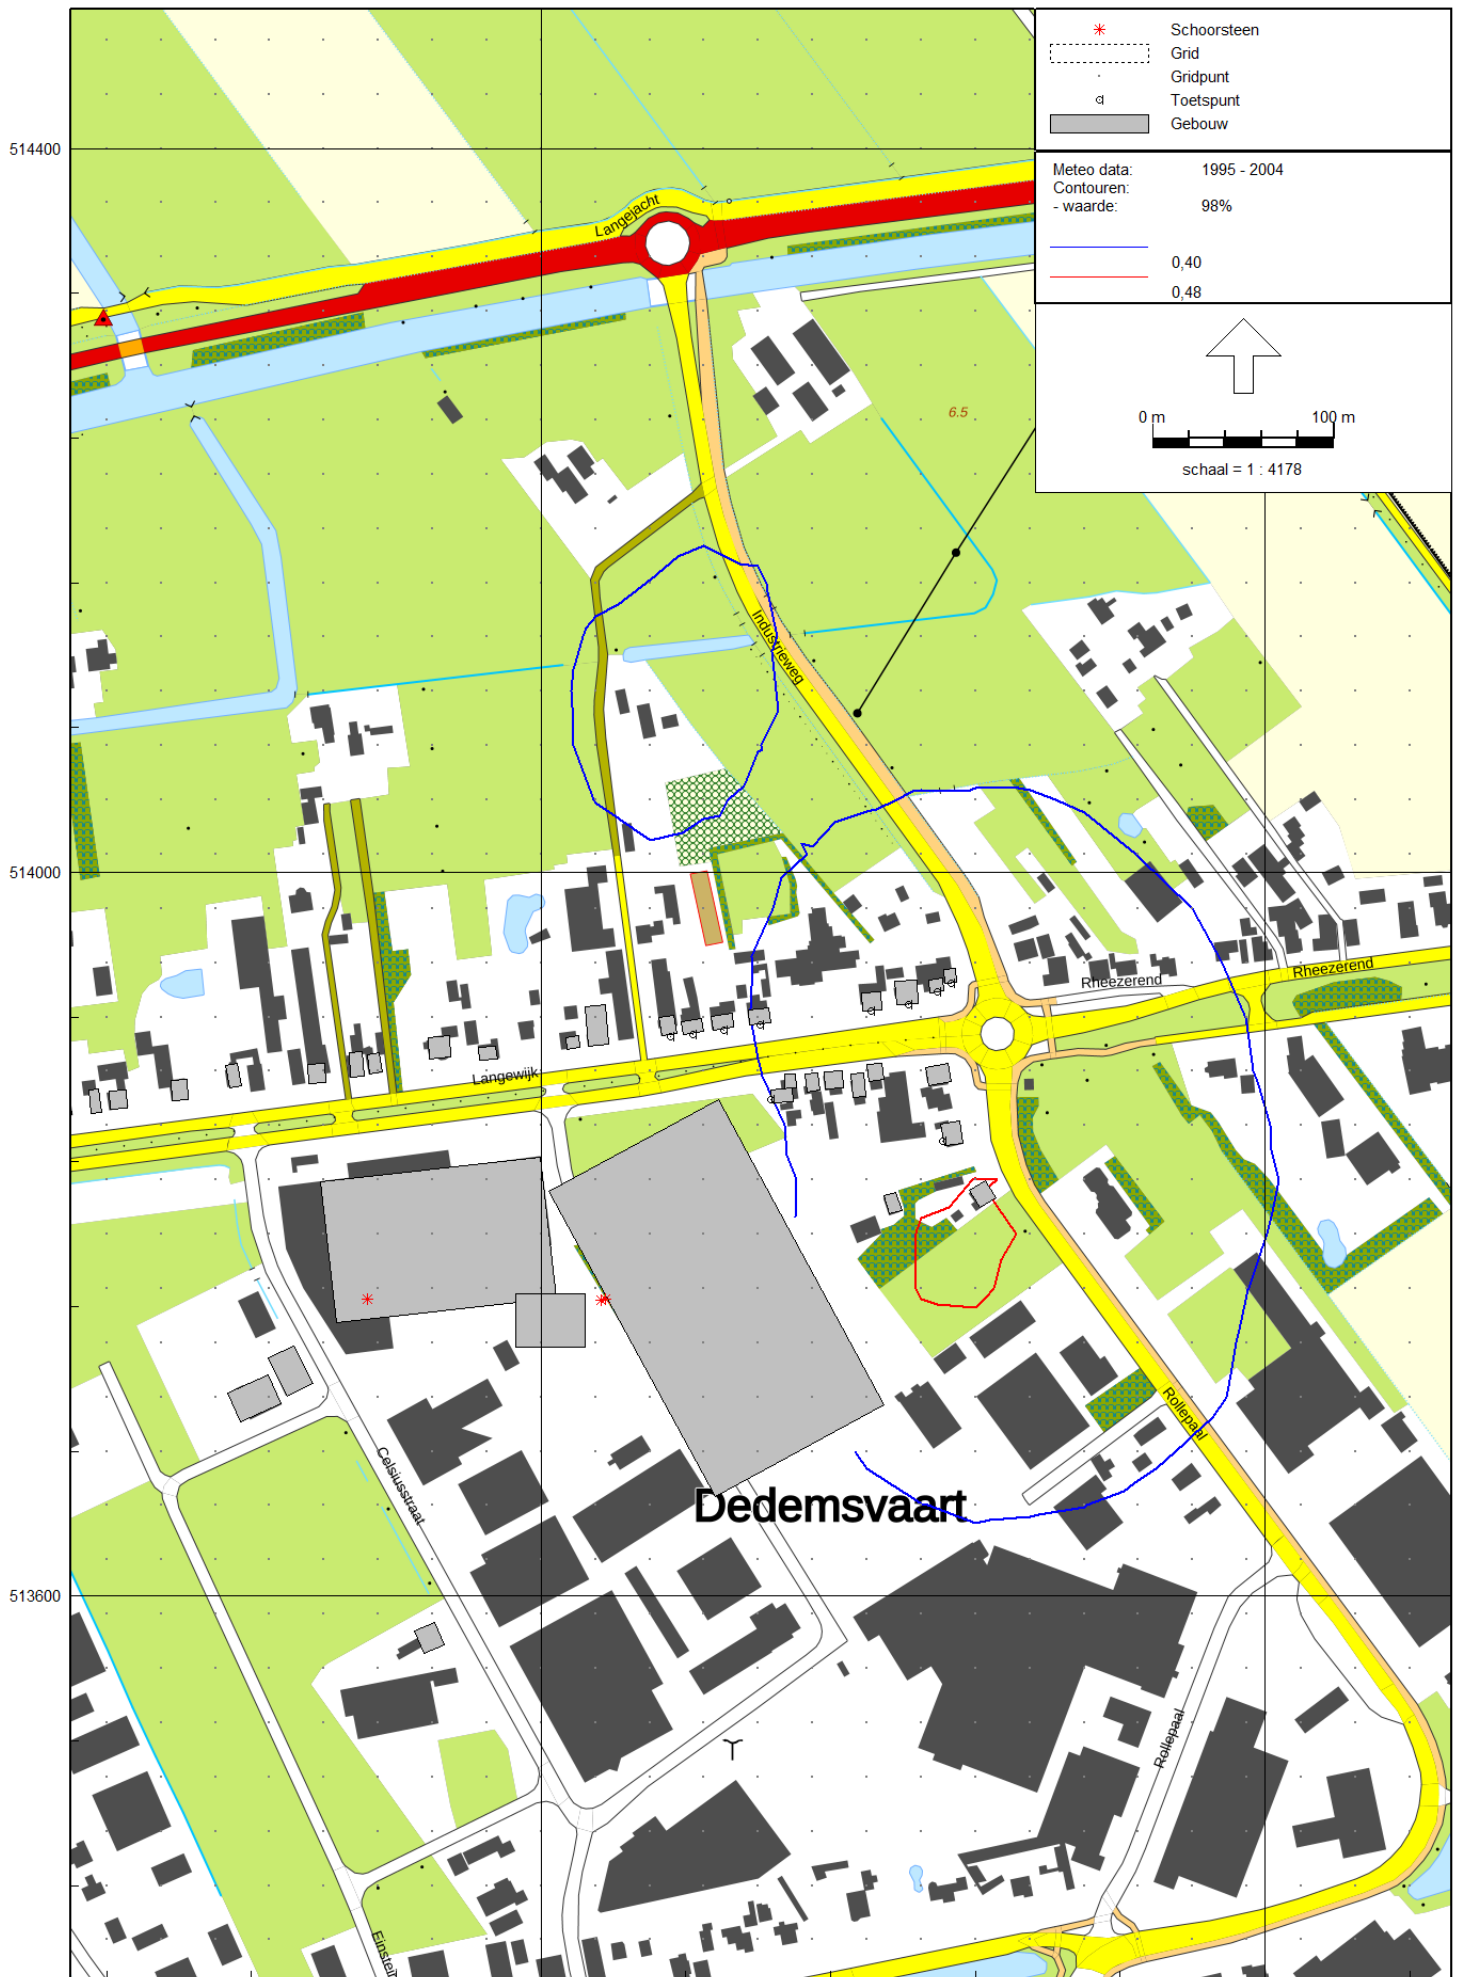 Schoorsteen
Grid
Gridpunt
Toetspunt
Gebouw
514400
Meteo data: 1995 - 2004
Contouren:
- waarde: 98%
0,40
0,48
0 m 100 m
schaal = 1 : 4178
Langejacht
6.5
Industrieweg
514000
Rheezerend
Rheezerend
Langewijk
Rollepaal
Celsiusstraat
Dedemsvaart
513600
Rollepaal